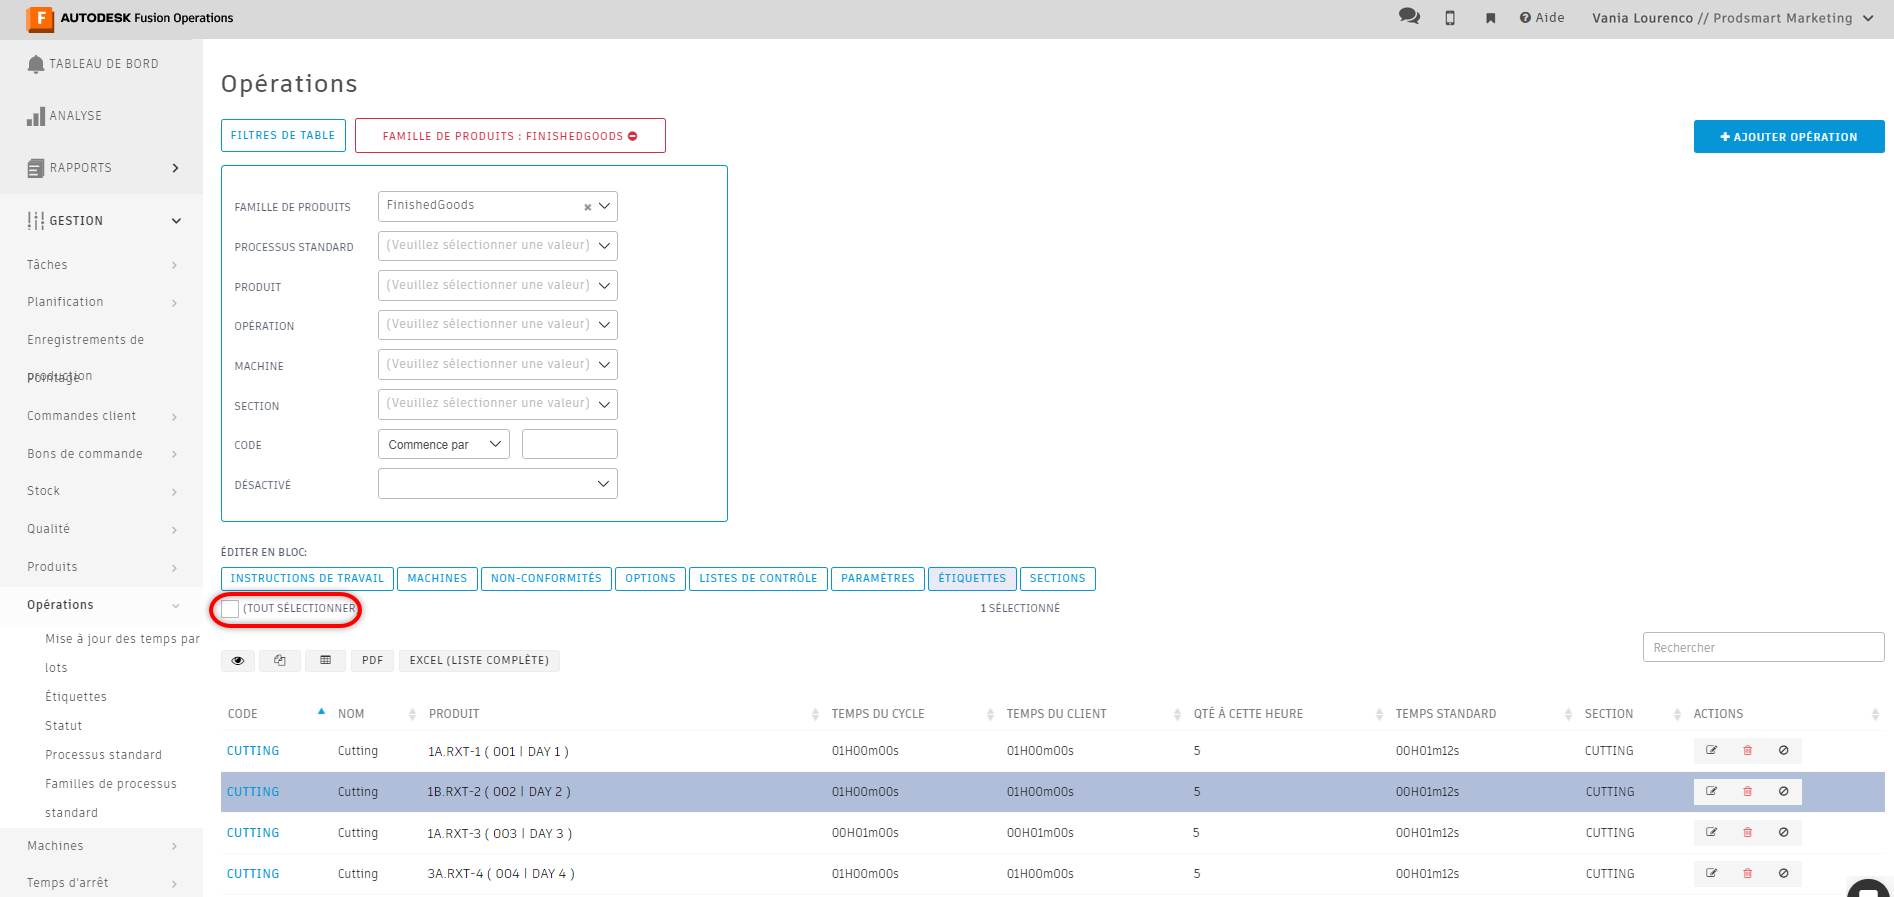 F AUTODESK Fusion Operations
Aide
Vania Lourenco // Prodsmart Marketing
TABLEAU DE BORD
ANALYSE
RAPPORTS
GESTION
Tâches
Planification
Enregistrements de
production
Pointage
Commandes client
Bons de commande
Stock
Qualité
Produits
Opérations
Mise à jour des temps par
lots
Étiquettes
Statut
Processus standard
Familles de processus
standard
Machines
Temps d'arrêt
Opérations
FILTRES DE TABLE
FAMILLE DE PRODUITS : FINISHEDGOODS
+ AJOUTER OPÉRATION
FAMILLE DE PRODUITS FinishedGoods
PROCESSUS STANDARD (Veuillez sélectionner une valeur)
PRODUIT (Veuillez sélectionner une valeur)
OPÉRATION (Veuillez sélectionner une valeur)
MACHINE (Veuillez sélectionner une valeur)
SECTION (Veuillez sélectionner une valeur)
CODE Commence par
DÉSACTIVÉ
ÉDITER EN BLOC:
INSTRUCTIONS DE TRAVAIL MACHINES NON-CONFORMITÉS OPTIONS LISTES DE CONTRÔLE PARAMÈTRES ÉTIQUETTES SECTIONS
(TOUT SÉLECTIONNER
1 SÉLECTIONNÉ
Rechercher
PDF EXCEL (LISTE COMPLÈTE)
CODE NOM PRODUIT TEMPS DU CYCLE TEMPS DU CLIENT QTÉ À CETTE HEURE TEMPS STANDARD SECTION ACTIONS
CUTTING Cutting 1A.RXT-1 ( 001 | DAY 1 ) 01H00m00s 01H00m00s 5 00H01m12s CUTTING
CUTTING Cutting 1B.RXT-2 ( 002 | DAY 2 ) 01H00m00s 01H00m00s 5 00H01m12s CUTTING
CUTTING Cutting 1A.RXT-3 ( 003 | DAY 3 ) 00H01m00s 00H01m00s 5 00H01m12s CUTTING
CUTTING Cutting 3A.RXT-4 ( 004 | DAY 4 ) 01H00m00s 01H00m00s 5 00H01m12s CUTTING